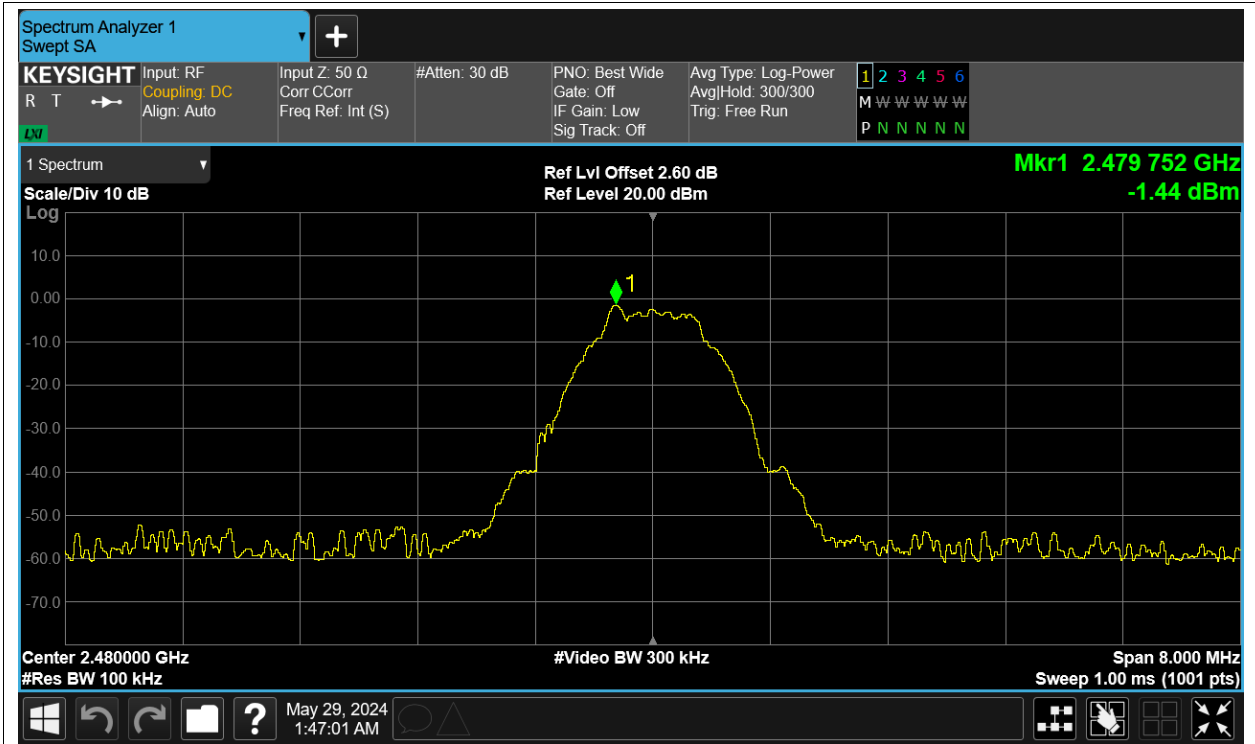 Spectrum Analyzer 1
Swept SA
KEYSIGHT
R T
LXI
Input: RF
Coupling: DC
Align: Auto
Input Z: 50 Ω
Corr CCorr
Freq Ref: Int (S)
#Atten: 30 dB
PNO: Best Wide
Gate: Off
IF Gain: Low
Sig Track: Off
Avg Type: Log-Power
Avg|Hold: 300/300
Trig: Free Run
1 2 3 4 5 6
M W W W W W
P N N N N N
1 Spectrum
Scale/Div 10 dB
Ref Lvl Offset 2.60 dB
Ref Level 20.00 dBm
Mkr1 2.479 752 GHz
-1.44 dBm
Log
10.0
0.00
-10.0
-20.0
-30.0
-40.0
-50.0
-60.0
-70.0
1
Center 2.480000 GHz
#Video BW 300 kHz
Span 8.000 MHz
#Res BW 100 kHz
Sweep 1.00 ms (1001 pts)
?
May 29, 2024
1:47:01 AM